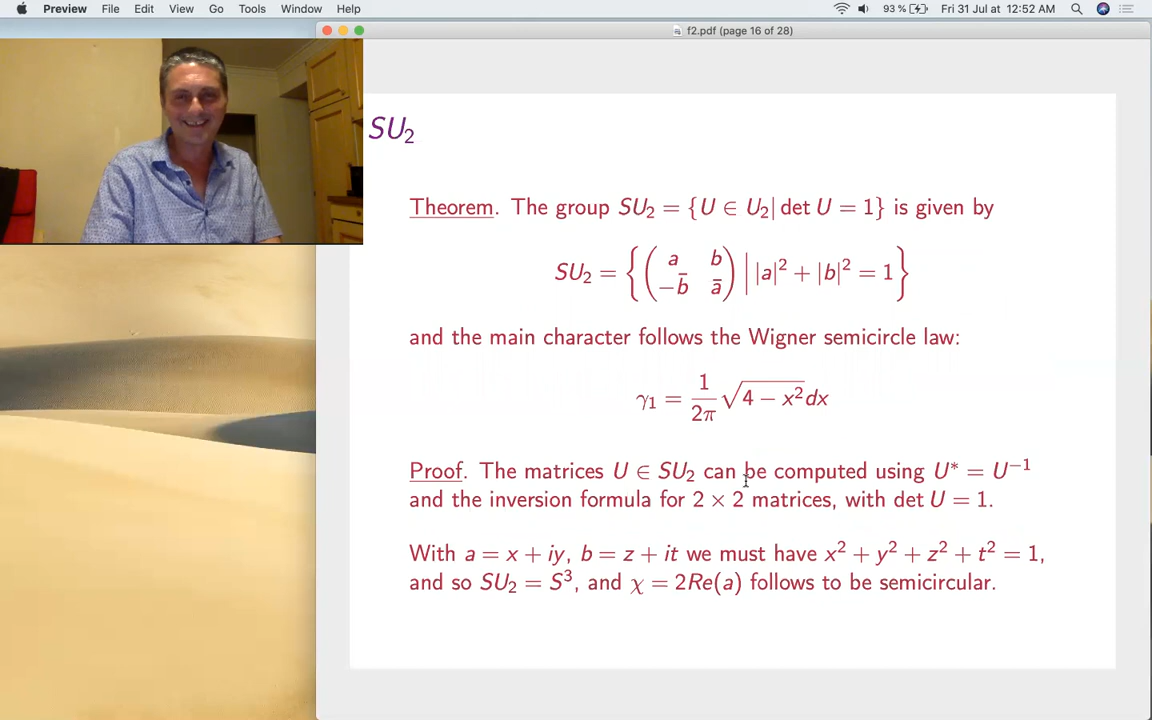 Preview File Edit View Go Tools Window Help 93 % Fri 31 Jul at 12:52 AM
f2.pdf (page 16 of 28)
SU₂
Theorem. The group SU₂ = {U ∈ U₂| det U = 1} is given by
SU₂ = { ( a b
−b̄ ā ) | |a|² + |b|² = 1 }
and the main character follows the Wigner semicircle law:
γ₁ = 1/2π √(4 − x²) dx
Proof. The matrices U ∈ SU₂ can be computed using U* = U⁻¹
and the inversion formula for 2 × 2 matrices, with det U = 1.
With a = x + iy, b = z + it we must have x² + y² + z² + t² = 1,
and so SU₂ = S³, and χ = 2Re(a) follows to be semicircular.